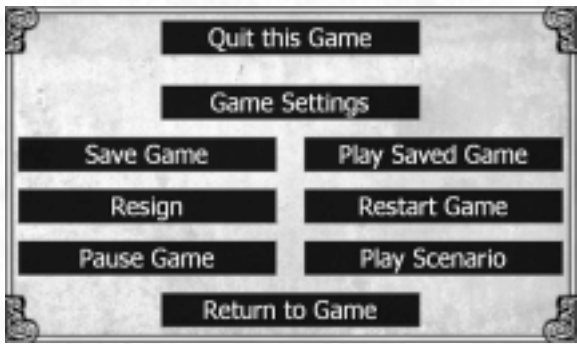 Quit this Game
Game Settings
Save Game
Play Saved Game
Resign
Restart Game
Pause Game
Play Scenario
Return to Game